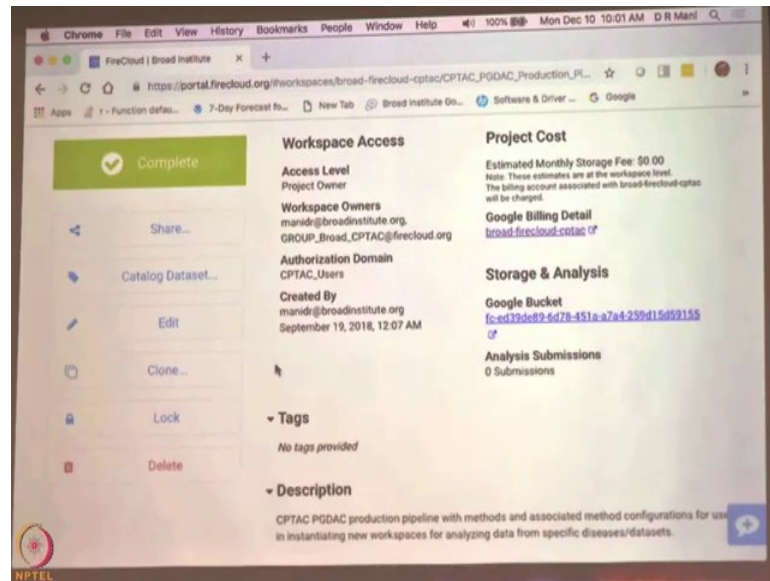 Chrome File Edit View History Bookmarks People Window Help 100% Mon Dec 10 10:01 AM D R Mani
FireCloud | Broad Institute
https://portal.firecloud.org/#workspaces/broad-firecloud-cptac/CPTAC_PGDAC_Production_Pi...
Apps r - Function defau... 7-Day Forecast fo... New Tab Broad Institute Go... Software & Driver ... Google
Complete
Share...
Catalog Dataset...
Edit
Clone...
Lock
Delete
Workspace Access
Access Level
Project Owner
Workspace Owners
manidr@broadinstitute.org,
GROUP_Broad_CPTAC@firecloud.org
Authorization Domain
CPTAC_Users
Created By
manidr@broadinstitute.org
September 19, 2018, 12:07 AM
Project Cost
Estimated Monthly Storage Fee: $0.00
Note: These estimates are at the workspace level.
The billing account associated with broad-firecloud-cptac
will be charged.
Google Billing Detail
broad-firecloud-cptac
Storage & Analysis
Google Bucket
fc-ed39de89-6d78-451a-a7a4-259d15d59155
Analysis Submissions
0 Submissions
Tags
No tags provided
Description
CPTAC PGDAC production pipeline with methods and associated method configurations for use
in instantiating new workspaces for analyzing data from specific diseases/datasets.
NPTEL